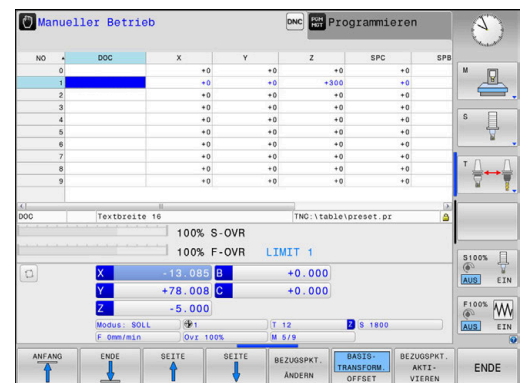 Manueller Betrieb
DNC
PGM MGT
Programmieren
NO DOC X Y Z SPC SPB
0 +0 +0 +0 +0
1 +0 +0 +300 +0
2 +0 +0 +0 +0
3 +0 +0 +0 +0
4 +0 +0 +0 +0
5 +0 +0 +0 +0
6 +0 +0 +0 +0
7 +0 +0 +0 +0
8 +0 +0 +0 +0
9 +0 +0 +0 +0
DOC Textbreite 16 TNC:\table\preset.pr
100% S-OVR
100% F-OVR LIMIT 1
X -13.085 B +0.000
Y +78.008 C +0.000
Z -5.000
Modus: SOLL 1 T 12 Z S 1800
F 0mm/min Ovr 100% M 5/9
M
S
T
S100%
AUS EIN
F100%
AUS EIN
ANFANG
ENDE
SEITE
SEITE
BEZUGSPKT.
ÄNDERN
BASIS-
TRANSFORM.
OFFSET
BEZUGSPKT.
AKTI-
VIEREN
ENDE